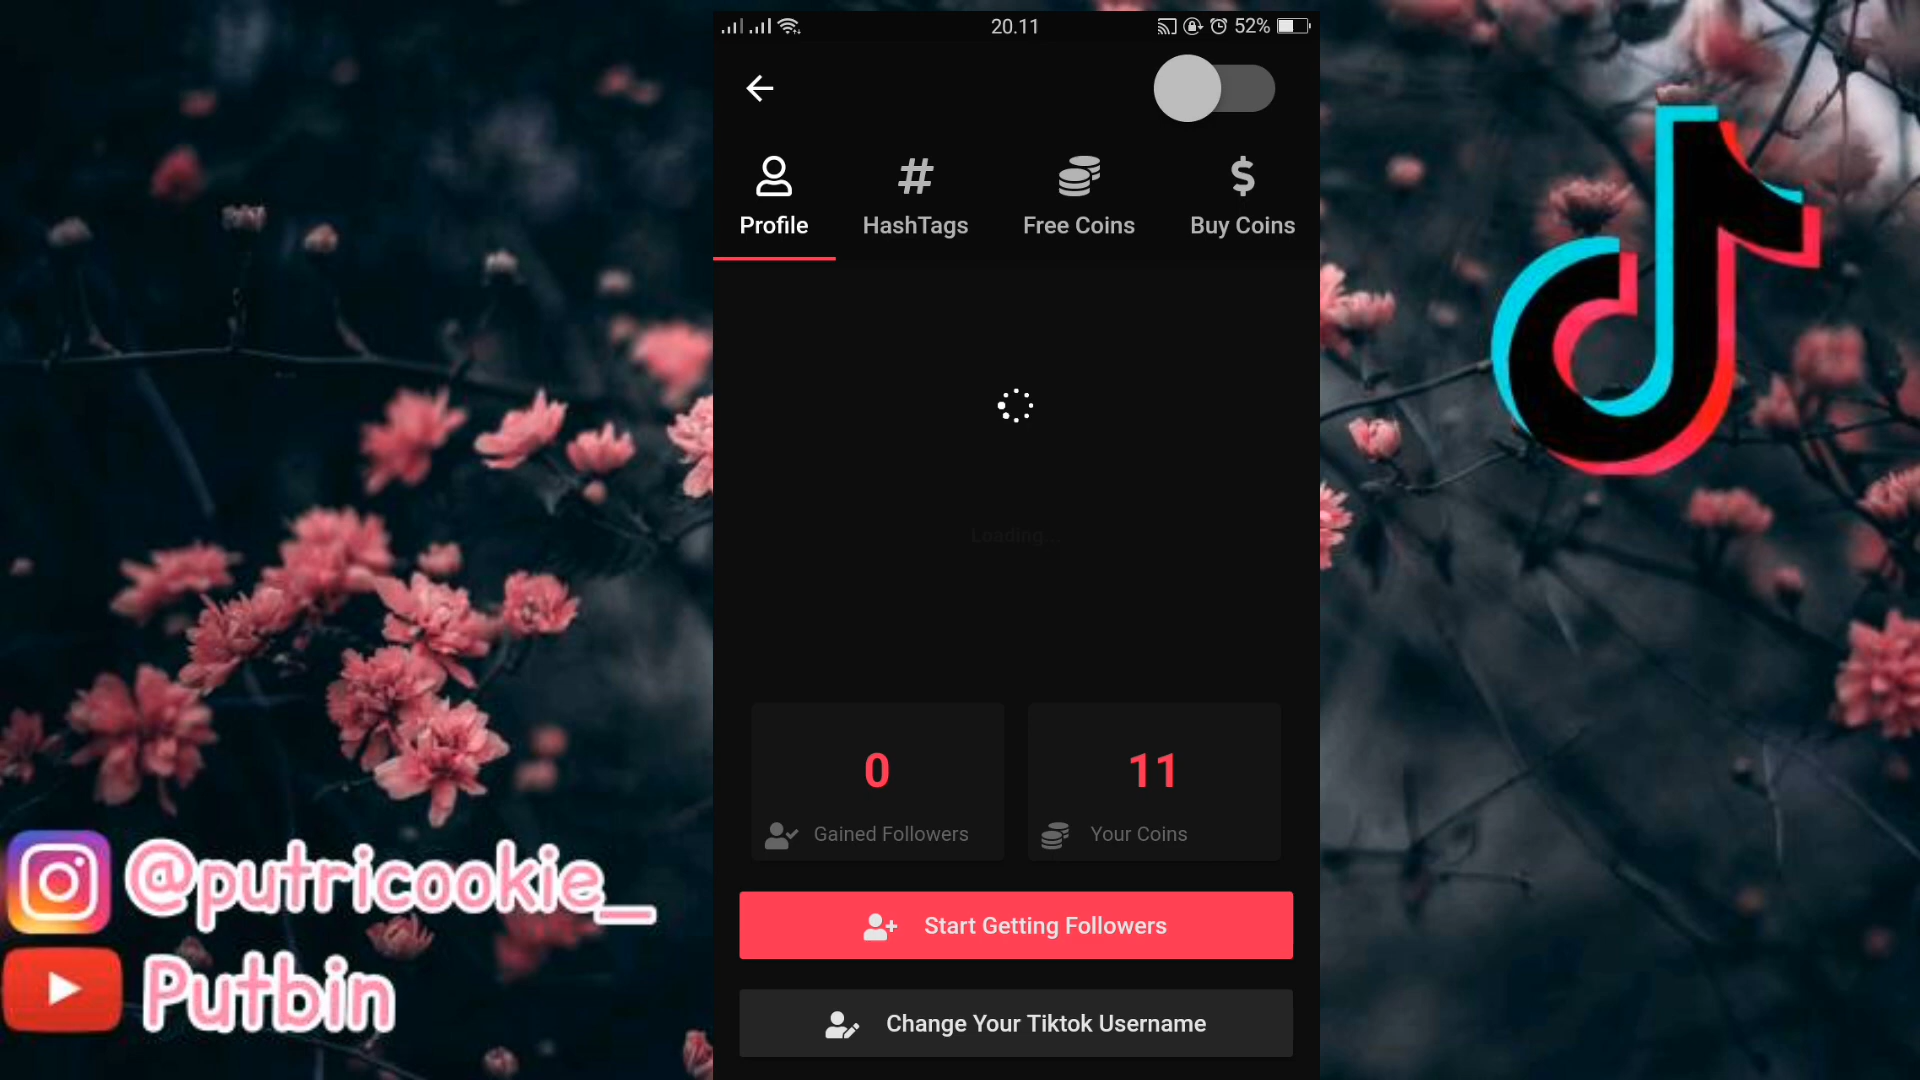 20.11
52%
Profile
HashTags
Free Coins
Buy Coins
Loading...
0
Gained Followers
11
Your Coins
Start Getting Followers
Change Your Tiktok Username
@putricookie_
Putbin